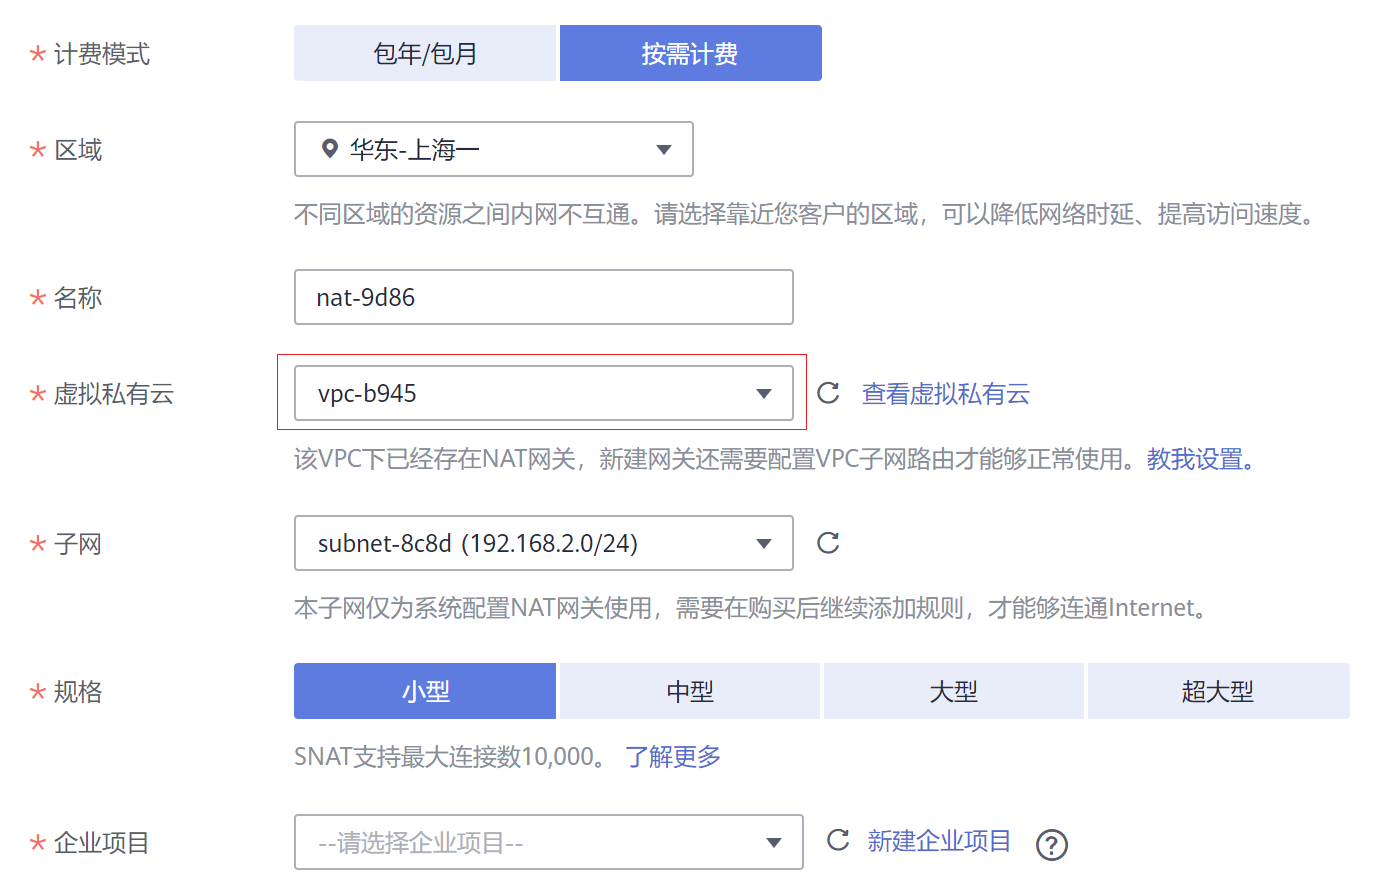 * 计费模式 包年/包月 按需计费
* 区域 华东-上海一
不同区域的资源之间内网不互通。请选择靠近您客户的区域，可以降低网络时延、提高访问速度。
* 名称 nat-9d86
* 虚拟私有云 vpc-b945 查看虚拟私有云
该VPC下已经存在NAT网关，新建网关还需要配置VPC子网路由才能够正常使用。教我设置。
* 子网 subnet-8c8d (192.168.2.0/24)
本子网仅为系统配置NAT网关使用，需要在购买后继续添加规则，才能够连通Internet。
* 规格 小型 中型 大型 超大型
SNAT支持最大连接数10,000。 了解更多
* 企业项目 --请选择企业项目-- 新建企业项目 ?